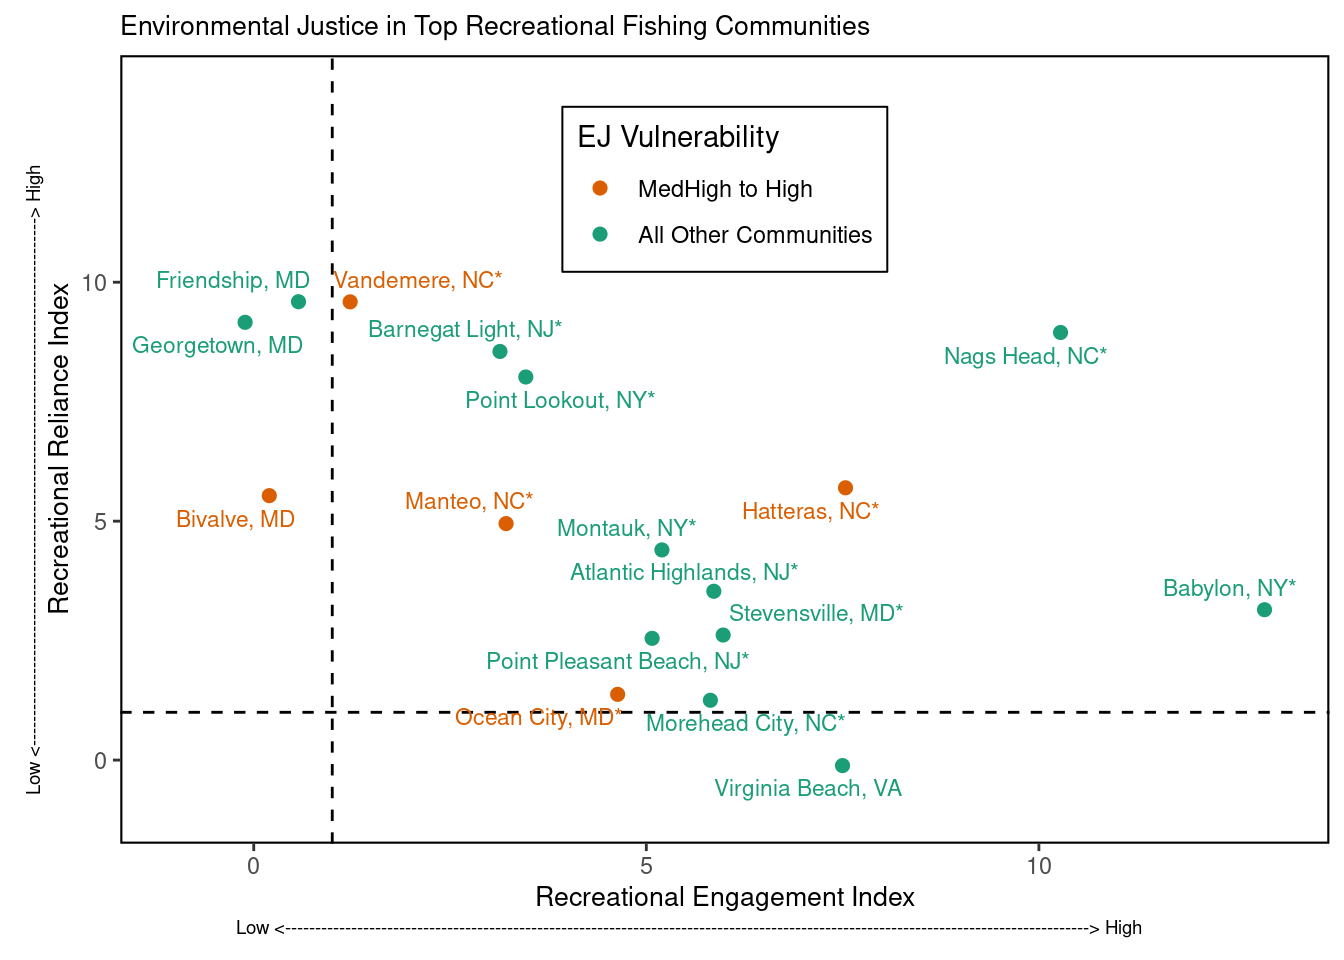 Environmental Justice in Top Recreational Fishing Communities
EJ Vulnerability
MedHigh to High
All Other Communities
Friendship, MD
Vandemere, NC*
Georgetown, MD
Barnegat Light, NJ*
Nags Head, NC*
Point Lookout, NY*
Bivalve, MD
Manteo, NC*
Hatteras, NC*
Montauk, NY*
Atlantic Highlands, NJ*
Babylon, NY*
Stevensville, MD*
Point Pleasant Beach, NJ*
Ocean City, MD*
Morehead City, NC*
Virginia Beach, VA
10
5
0
Recreational Reliance Index
Low <----------------------------------------------------------------------------------------> High
0
5
10
Recreational Engagement Index
Low <--------------------------------------------------------------------------------------------------------------------------------------> High